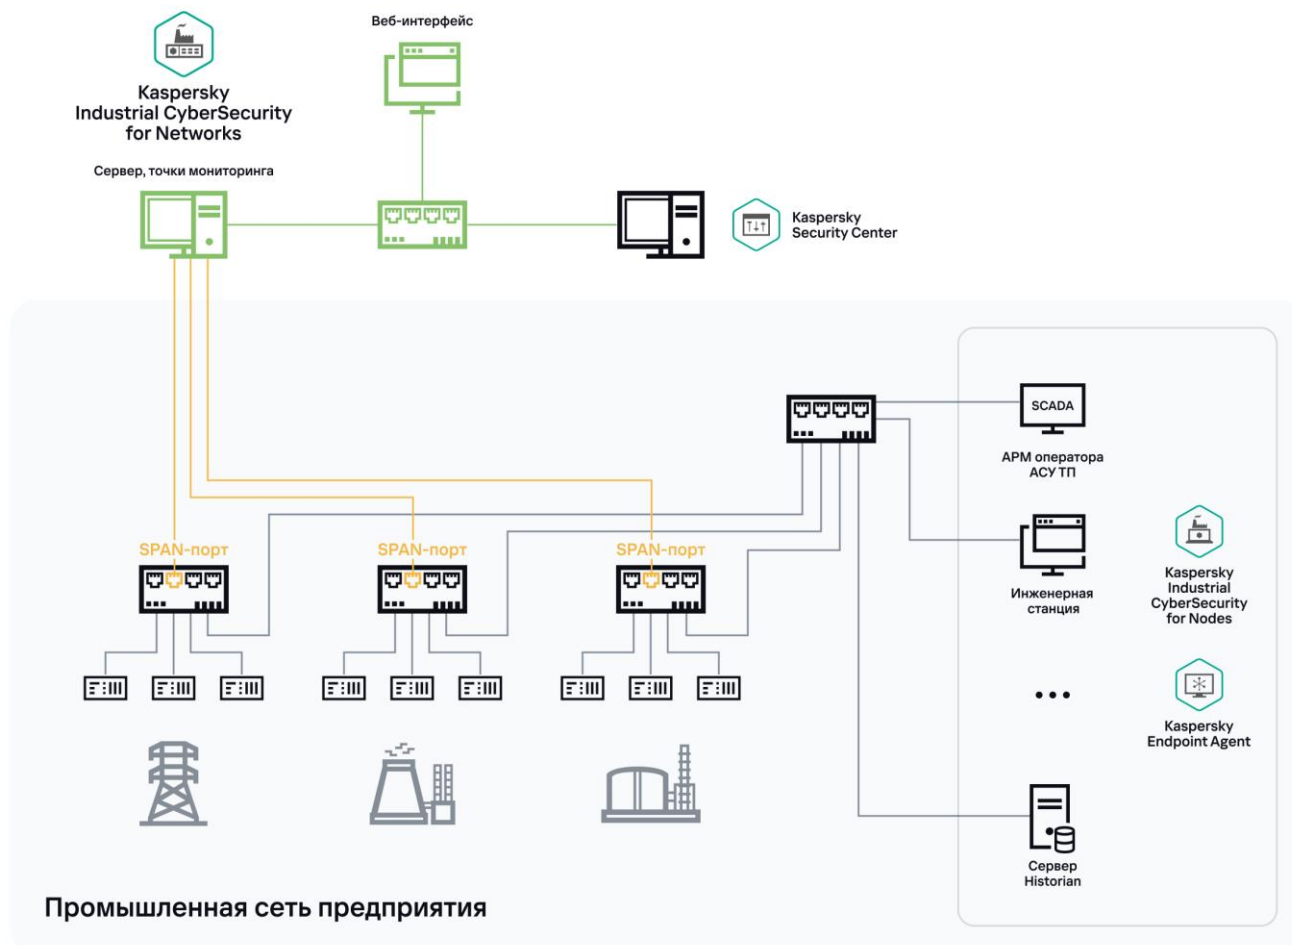 Веб-интерфейс
Kaspersky
Industrial CyberSecurity
for Networks
Сервер, точки мониторинга
Kaspersky
Security Center
SCADA
АРМ оператора
АСУ ТП
SPAN-порт
SPAN-порт
SPAN-порт
Инженерная
станция
Kaspersky
Industrial
CyberSecurity
for Nodes
Kaspersky
Endpoint Agent
Сервер
Historian
Промышленная сеть предприятия